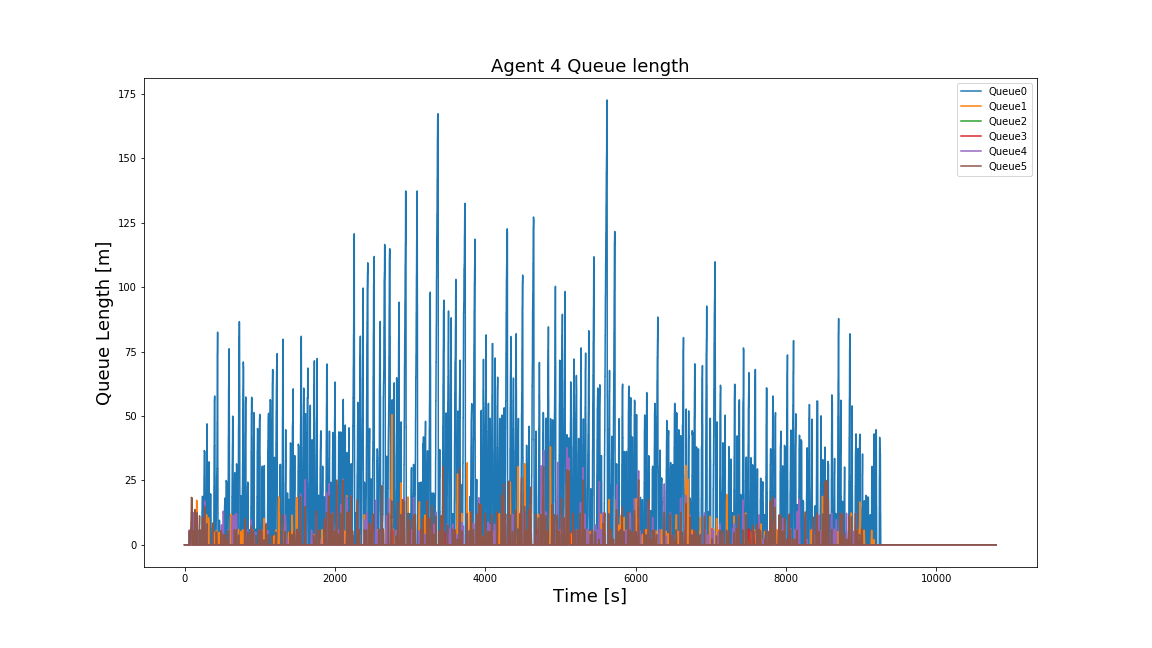 Agent 4 Queue length
Queue Length [m]
175
150
125
100
75
50
25
0
0 2000 4000 6000 8000 10000
Time [s]
Queue0
Queue1
Queue2
Queue3
Queue4
Queue5